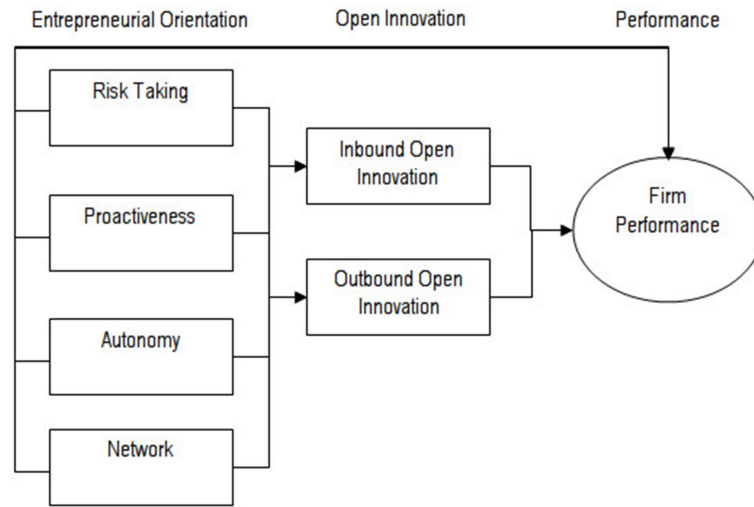 Entrepreneurial Orientation
Open Innovation
Performance
Risk Taking
Proactiveness
Autonomy
Network
Inbound Open
Innovation
Outbound Open
Innovation
Firm
Performance